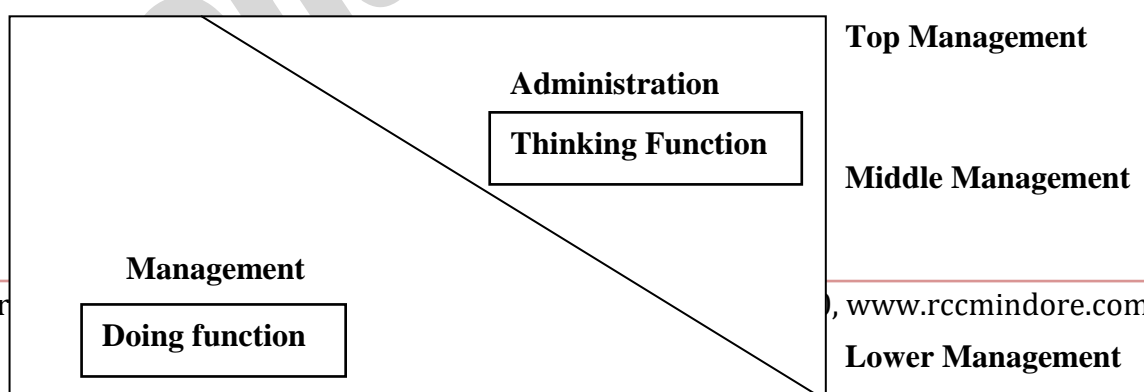 Top Management
Administration
Thinking Function
Middle Management
Management
, www.rccmindore.com
Doing function
Lower Management